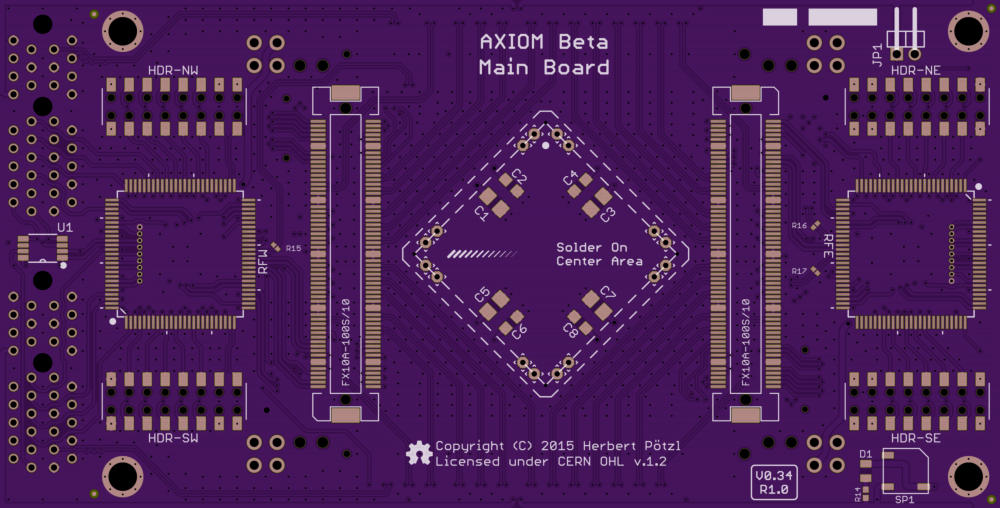 AXIOM Beta
Main Board
JP1
HDR-NW
HDR-NE
C2
C1
C4
C3
U1
R15
RFW
R16
RFE
R17
Solder On
Center Area
C5
C6
C7
C8
FX10A-100S/10
FX10A-100S/10
HDR-SW
HDR-SE
Copyright (C) 2015 Herbert Pötzl
Licensed under CERN OHL v.1.2
V0.34
R1.0
D1
R14
SP1